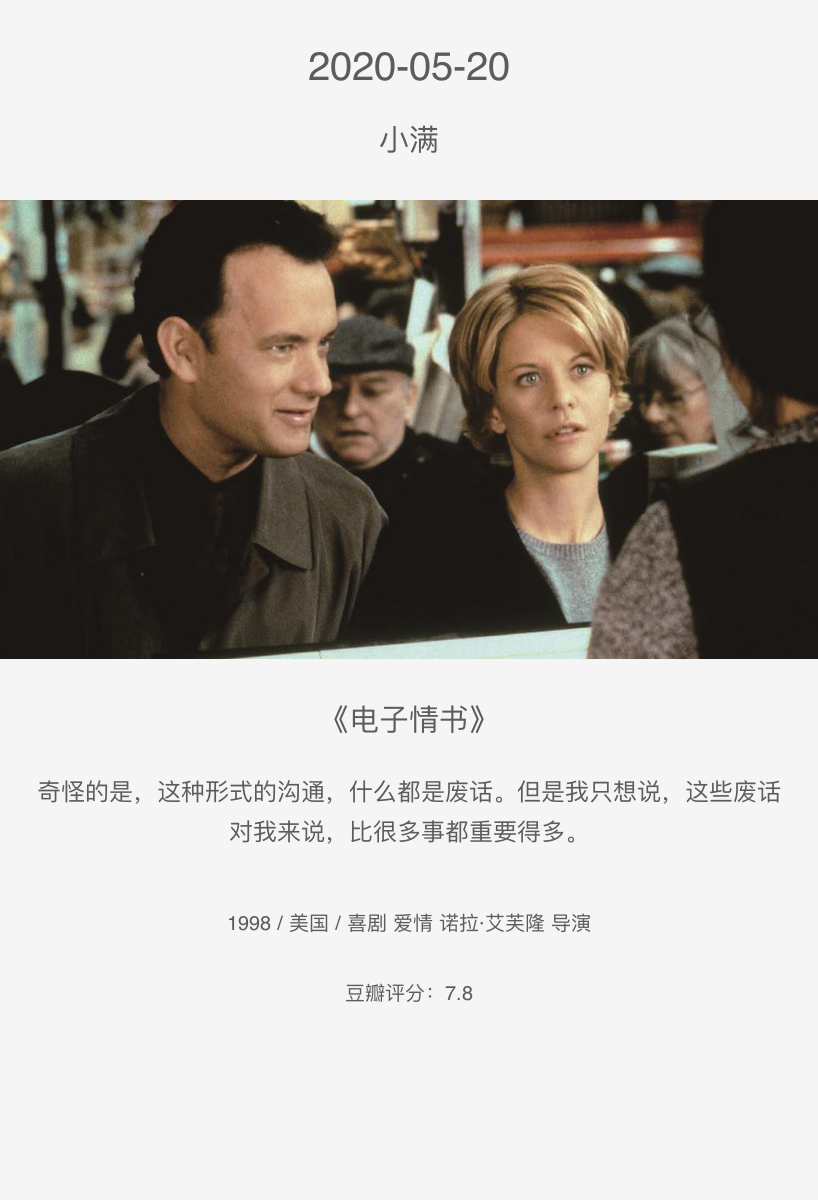 2020-05-20
小满
《电子情书》
奇怪的是，这种形式的沟通，什么都是废话。但是我只想说，这些废话
对我来说，比很多事都重要得多。
1998 / 美国 / 喜剧 爱情 诺拉·艾芙隆 导演
豆瓣评分：7.8